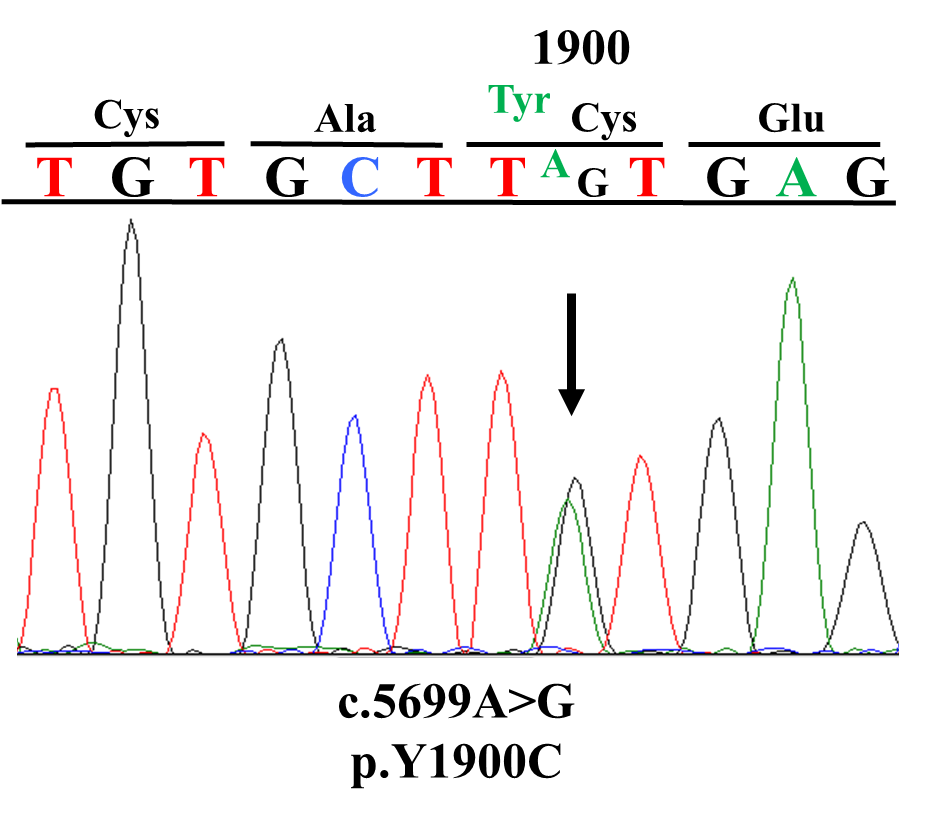 1900
Tyr
Cys Ala Cys Glu
T G T G C T T A G T G A G
c.5699A>G
p.Y1900C